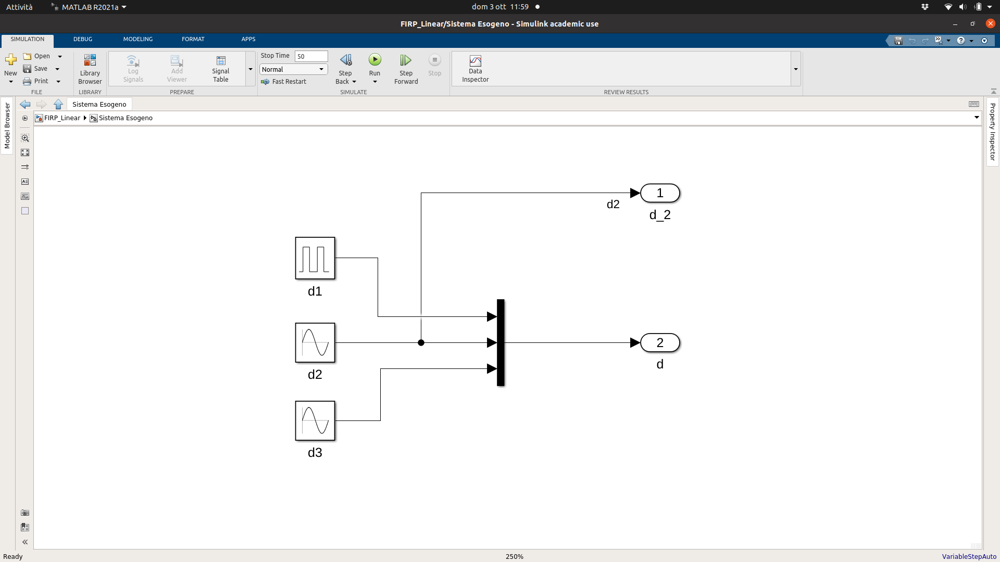 Attività
MATLAB R2021a
dom 3 ott 11:59
FIRP_Linear/Sistema Esogeno - Simulink academic use
SIMULATION
DEBUG
MODELING
FORMAT
APPS
New
Open
Save
Print
FILE
Library
Browser
LIBRARY
Log
Signals
Add
Viewer
Signal
Table
PREPARE
Stop Time 50
Normal
Fast Restart
Step
Back
Run
Step
Forward
Stop
SIMULATE
Data
Inspector
REVIEW RESULTS
Model Browser
Sistema Esogeno
FIRP_Linear
Sistema Esogeno
Property Inspector
1
d2
d_2
d1
d2
2
d
d3
Ready
250%
VariableStepAuto